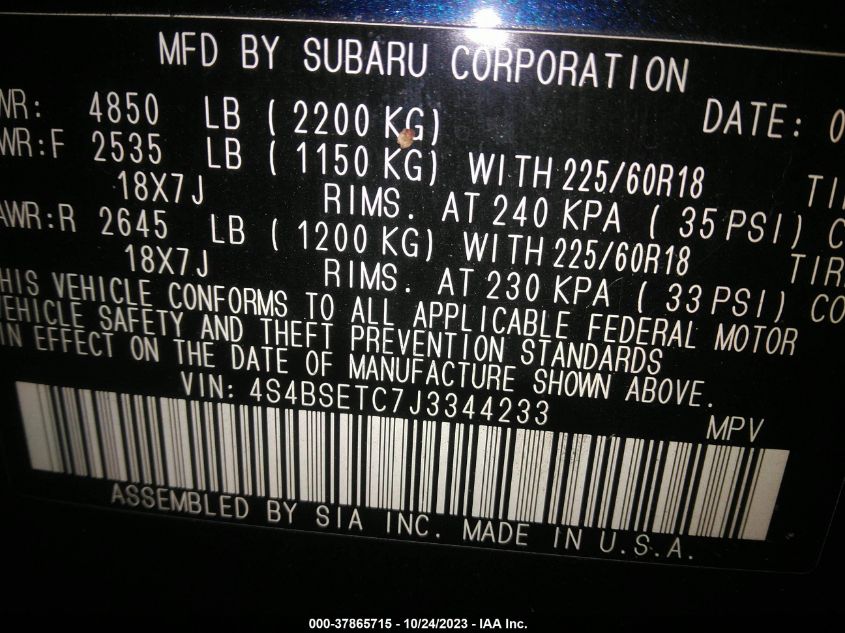 MFD BY SUBARU CORPORATION
WR: 4850 LB ( 2200 KG) DATE: 0
WR:F 2535 LB ( 1150 KG) WITH 225/60R18 TI
18X7J RIMS. AT 240 KPA ( 35 PSI) C
AWR:R 2645 LB ( 1200 KG) WITH 225/60R18 TIR
18X7J RIMS. AT 230 KPA ( 33 PSI) CO
HIS VEHICLE CONFORMS TO ALL APPLICABLE FEDERAL MOTOR
VEHICLE SAFETY AND THEFT PREVENTION STANDARDS
IN EFFECT ON THE DATE OF MANUFACTURE SHOWN ABOVE.
VIN: 4S4BSETC7J3344233 MPV
ASSEMBLED BY SIA INC. MADE IN U.S.A.
000-37865715 - 10/24/2023 - IAA Inc.